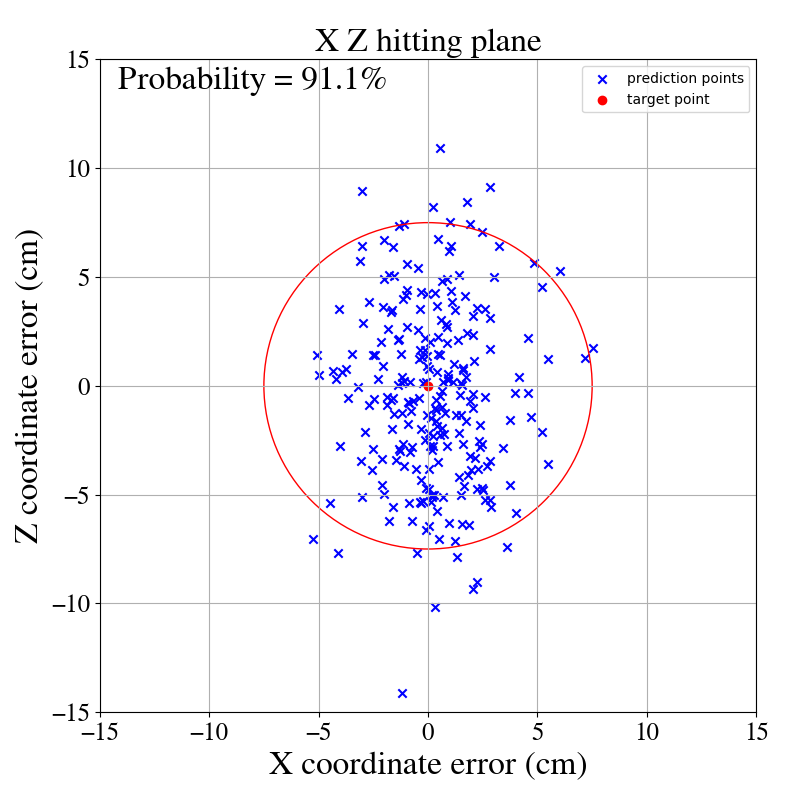 X Z hitting plane
Probability = 91.1%
prediction points
target point
Z coordinate error (cm)
15
10
5
0
−5
−10
−15
−15
−10
−5
0
5
10
15
X coordinate error (cm)